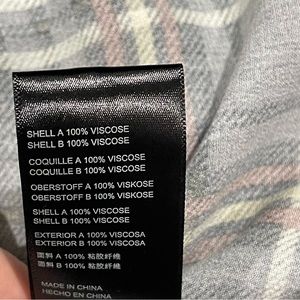 SHELL A 100% VISCOSE
SHELL B 100% VISCOSE
COQUILLE A 100% VISCOSE
COQUILLE B 100% VISCOSE
OBERSTOFF A 100% VISKOSE
OBERSTOFF B 100% VISKOSE
SHELL A 100% VISCOSE
SHELL B 100% VISCOSE
EXTERIOR A 100% VISCOSA
EXTERIOR B 100% VISCOSA
面料 A 100% 粘胶纤维
面料 B 100% 粘胶纤维
MADE IN CHINA
HECHO EN CHINA